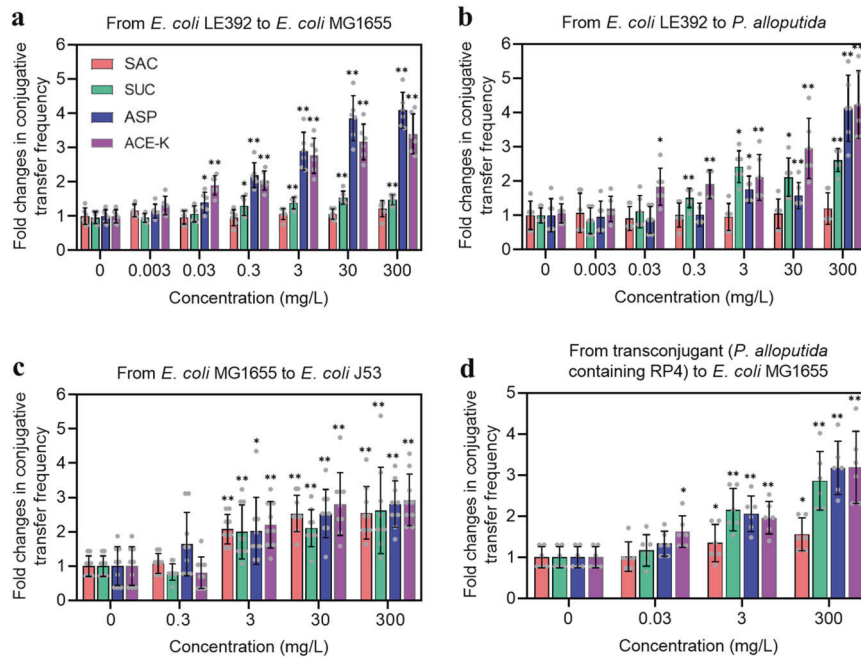 a
From E. coli LE392 to E. coli MG1655
Fold changes in conjugative
transfer frequency
6
5
4
3
2
1
0
SAC
SUC
ASP
ACE-K
* ** * ** ** ** ** ** ** ** ** ** ** **
0 0.003 0.03 0.3 3 30 300
Concentration (mg/L)
b
From E. coli LE392 to P. alloputida
Fold changes in conjugative
transfer frequency
6
5
4
3
2
1
0
* * ** * * ** * ** ** ** ** **
0 0.003 0.03 0.3 3 30 300
Concentration (mg/L)
c
From E. coli MG1655 to E. coli J53
Fold changes in conjugative
transfer frequency
6
4
3
2
1
0
** ** * ** ** ** ** ** ** ** ** **
0 0.3 3 30 300
Concentration (mg/L)
d
From transconjugant (P. alloputida
containing RP4) to E. coli MG1655
Fold changes in conjugative
transfer frequency
5
4
3
2
1
0
* * ** ** ** * ** ** **
0 0.03 3 300
Concentration (mg/L)